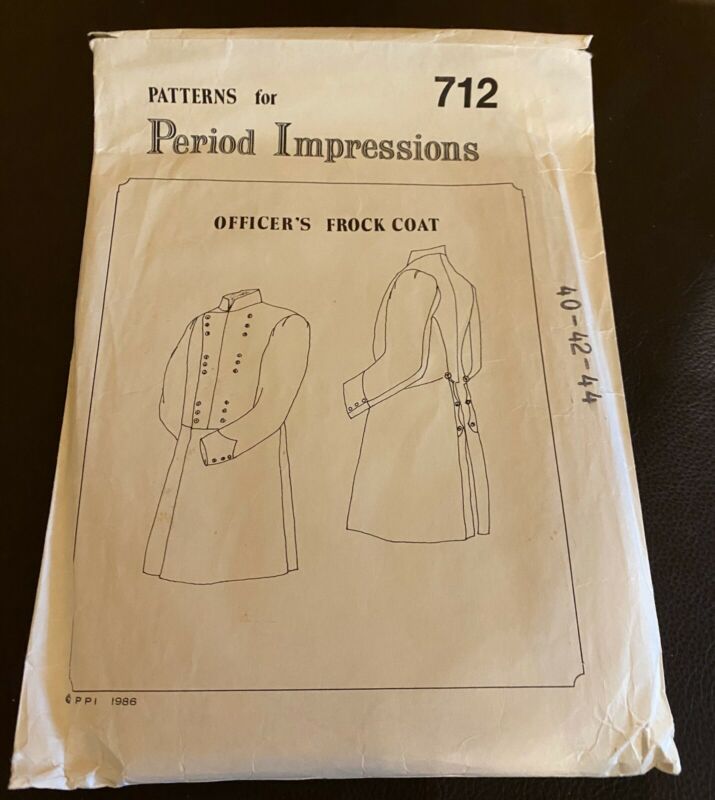 712
PATTERNS for
Period Impressions
OFFICER'S FROCK COAT
40-42-44
© PPI 1986